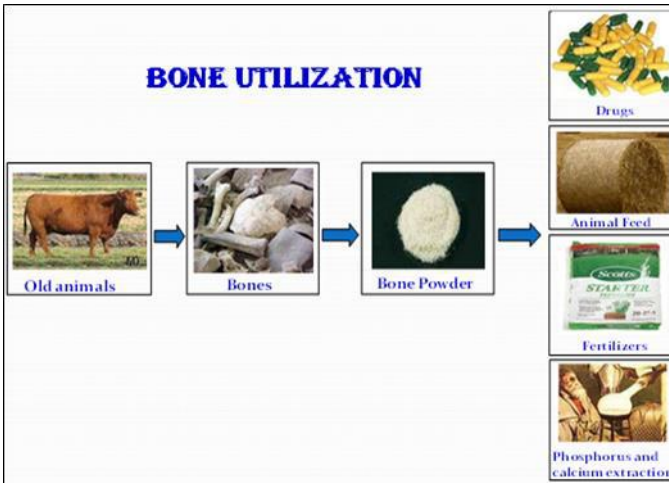 BONE UTILIZATION
Drugs
Old animals
Bones
Bone Powder
Animal Feed
Scotts
STARTER
Fertilizers
Phosphorus and
calcium extraction